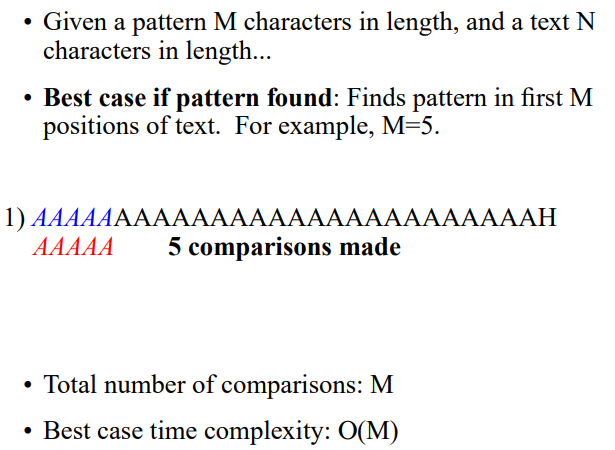 • Given a pattern M characters in length, and a text N
characters in length...
• Best case if pattern found: Finds pattern in first M
positions of text. For example, M=5.
1) AAAAAAAAAAAAAAAAAAAAAAAAAAAH
AAAAA 5 comparisons made
• Total number of comparisons: M
• Best case time complexity: O(M)